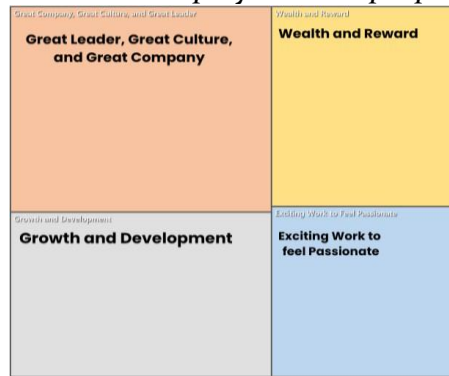 Great Company, Great Culture, and Great Leader
Great Leader, Great Culture,
and Great Company
Wealth and Reward
Wealth and Reward
Growth and Development
Growth and Development
Exciting Work to Feel Passionate
Exciting Work to
feel Passionate